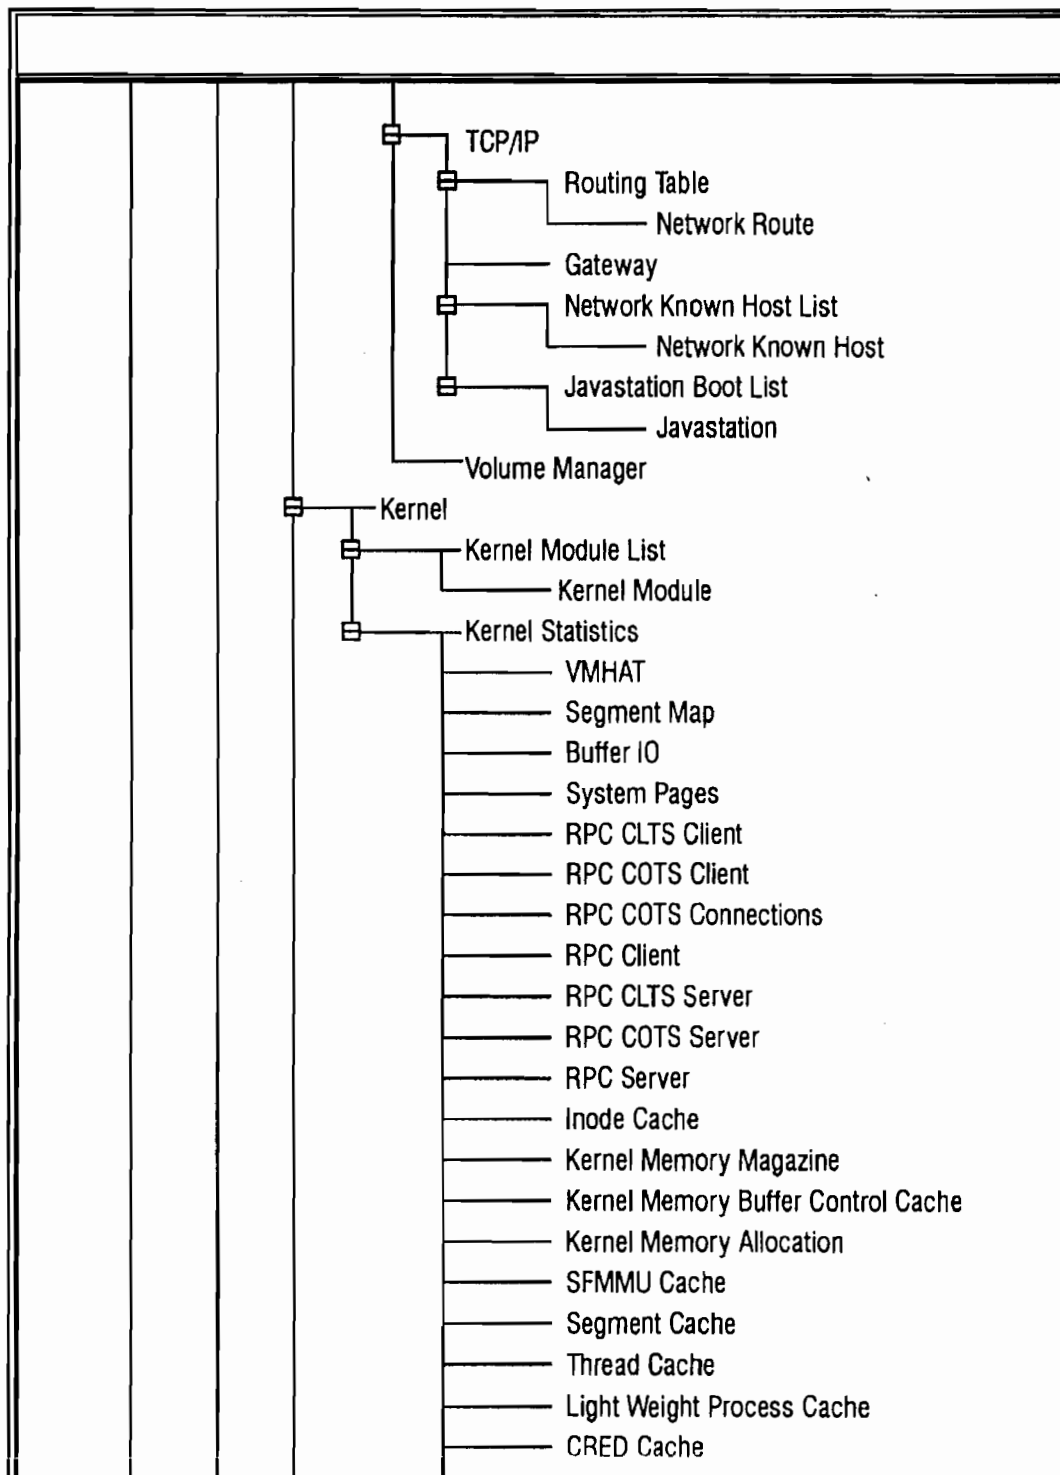 TCP/IP
Routing Table
Network Route
Gateway
Network Known Host List
Network Known Host
Javastation Boot List
Javastation
Volume Manager
Kernel
Kernel Module List
Kernel Module
Kernel Statistics
VMHAT
Segment Map
Buffer IO
System Pages
RPC CLTS Client
RPC COTS Client
RPC COTS Connections
RPC Client
RPC CLTS Server
RPC COTS Server
RPC Server
Inode Cache
Kernel Memory Magazine
Kernel Memory Buffer Control Cache
Kernel Memory Allocation
SFMMU Cache
Segment Cache
Thread Cache
Light Weight Process Cache
CRED Cache